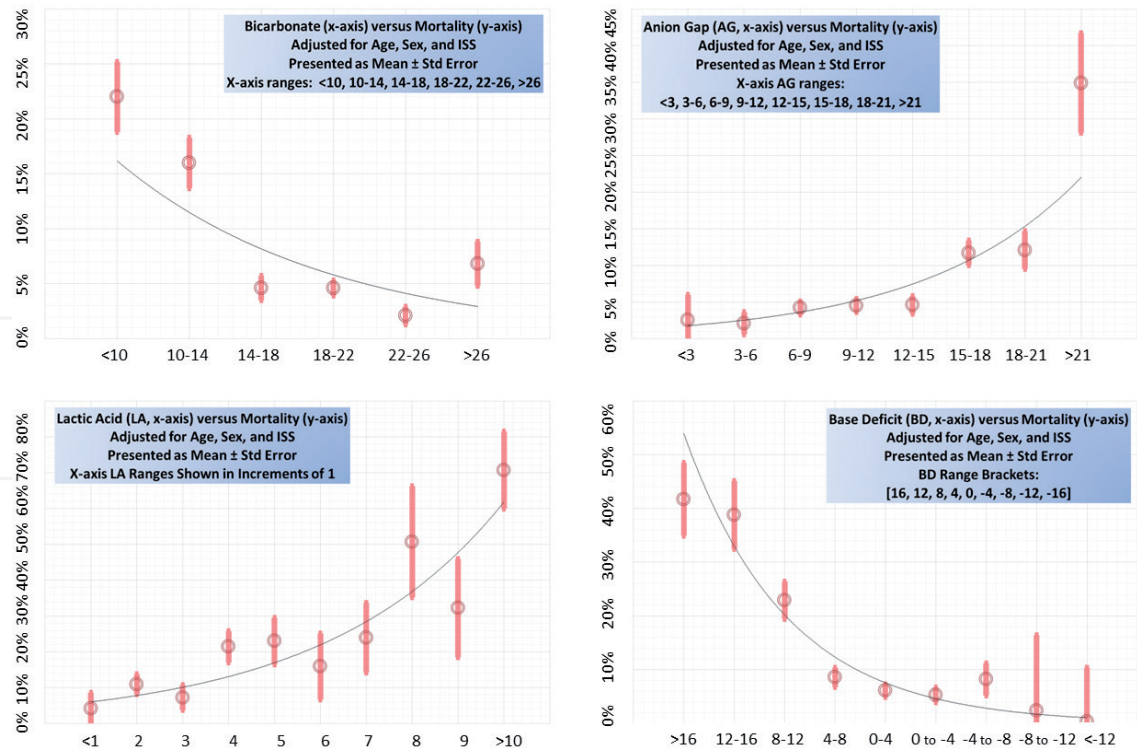 Bicarbonate (x-axis) versus Mortality (y-axis)
Adjusted for Age, Sex, and ISS
Presented as Mean ± Std Error
X-axis ranges: <10, 10-14, 14-18, 18-22, 22-26, >26
30%
25%
20%
15%
10%
5%
0%
<10 10-14 14-18 18-22 22-26 >26
Anion Gap (AG, x-axis) versus Mortality (y-axis)
Adjusted for Age, Sex, and ISS
Presented as Mean ± Std Error
X-axis AG ranges:
<3, 3-6, 6-9, 9-12, 12-15, 15-18, 18-21, >21
45%
40%
35%
30%
25%
20%
15%
10%
5%
0%
<3 3-6 6-9 9-12 12-15 15-18 18-21 >21
Lactic Acid (LA, x-axis) versus Mortality (y-axis)
Adjusted for Age, Sex, and ISS
Presented as Mean ± Std Error
X-axis LA Ranges Shown in Increments of 1
80%
70%
60%
50%
40%
30%
20%
10%
0%
<1 2 3 4 5 6 7 8 9 >10
Base Deficit (BD, x-axis) versus Mortality (y-axis)
Adjusted for Age, Sex, and ISS
Presented as Mean ± Std Error
BD Range Brackets:
[16, 12, 8, 4, 0, -4, -8, -12, -16]
60%
50%
40%
30%
20%
10%
0%
>16 12-16 8-12 4-8 0-4 0 to -4 -4 to -8 -8 to -12 <-12